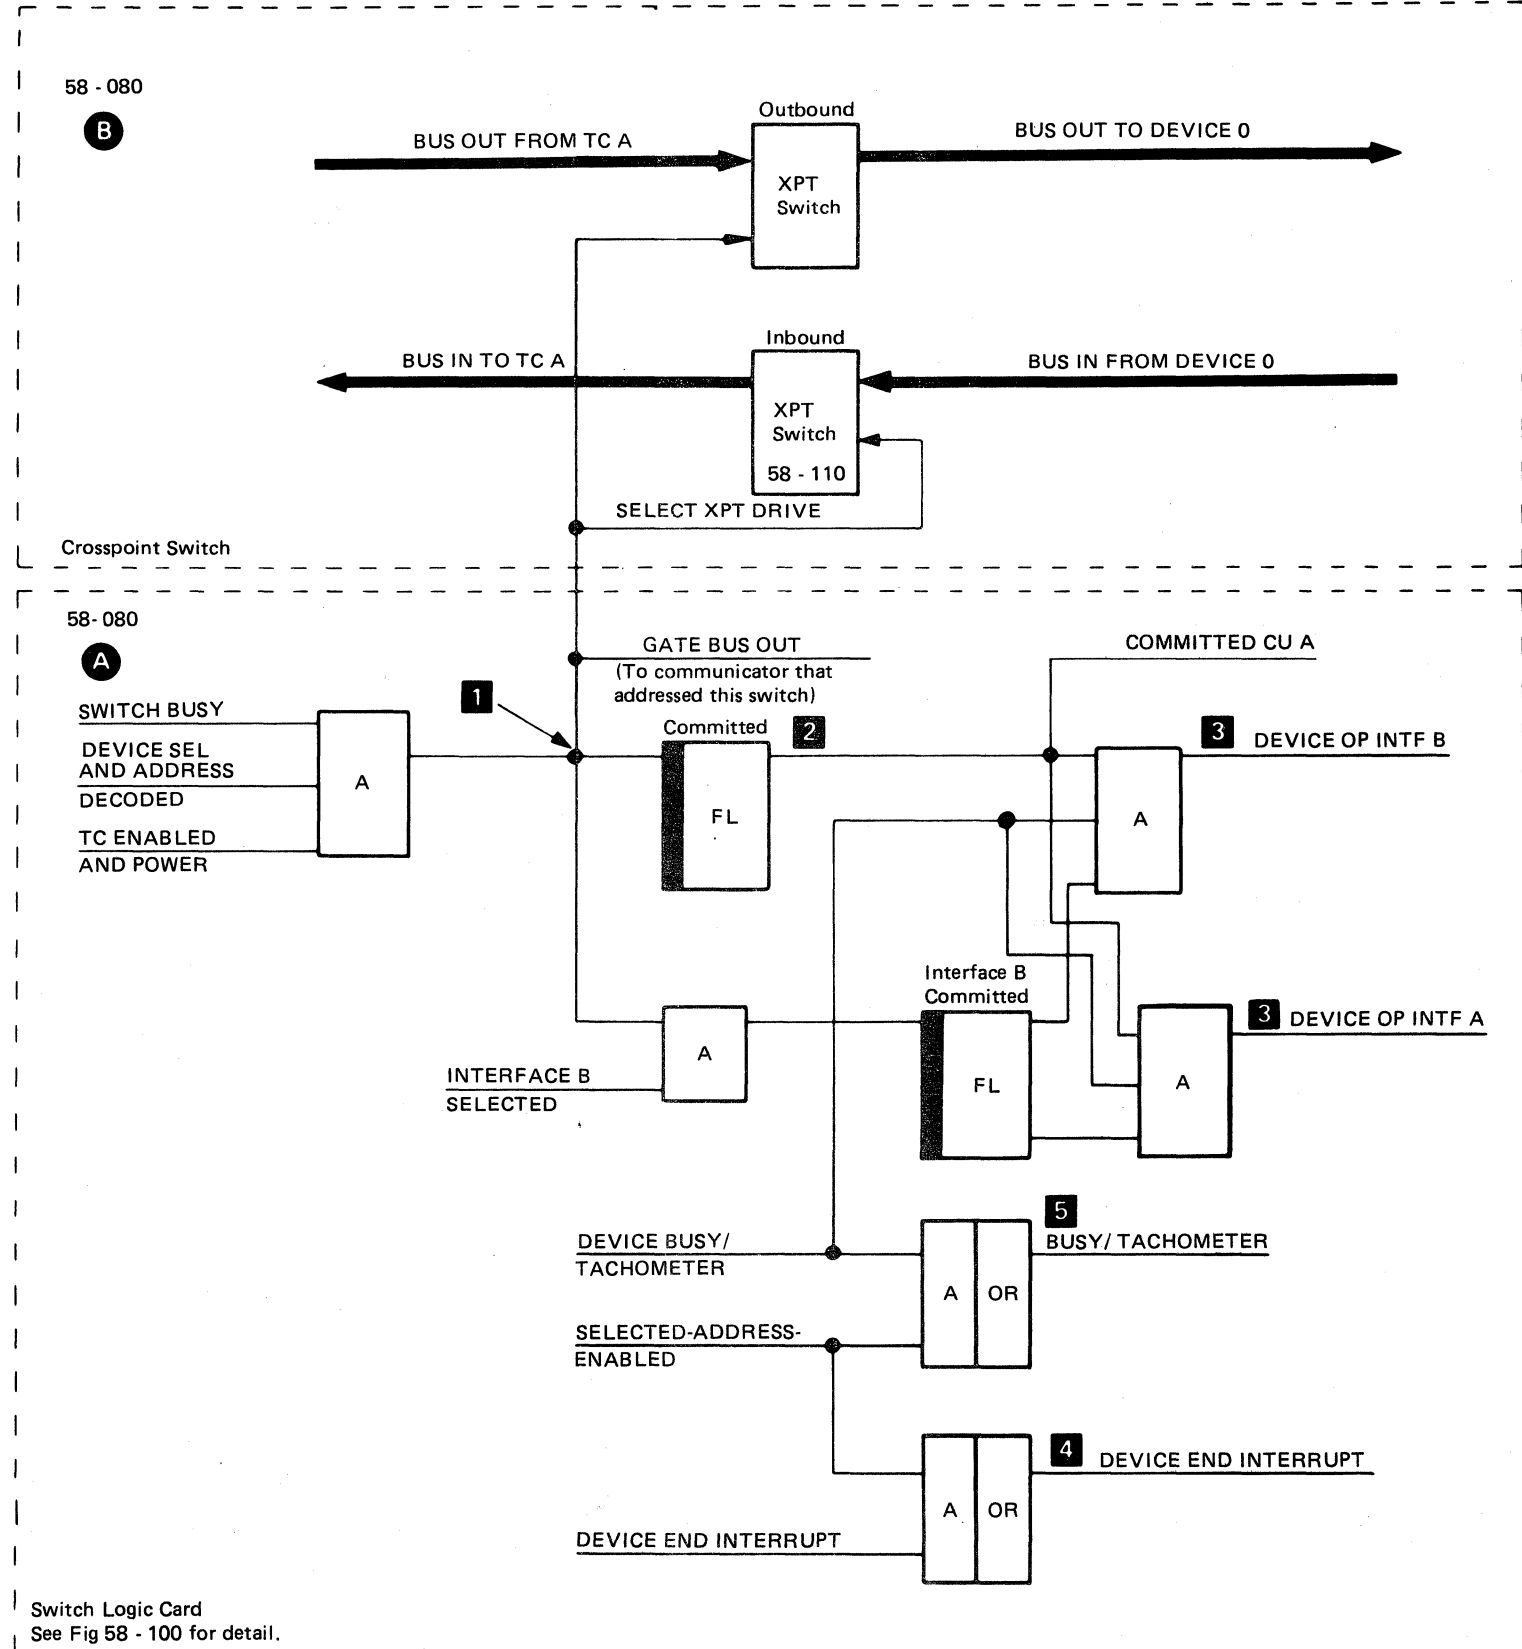 58 - 080
B
Outbound
BUS OUT FROM TC A
BUS OUT TO DEVICE 0
XPT
Switch
Inbound
BUS IN TO TC A
BUS IN FROM DEVICE 0
XPT
Switch
58 - 110
SELECT XPT DRIVE
Crosspoint Switch
58- 080
A
GATE BUS OUT
(To communicator that
addressed this switch)
COMMITTED CU A
1
SWITCH BUSY
DEVICE SEL
AND ADDRESS
DECODED
TC ENABLED
AND POWER
A
Committed
2
FL
3
DEVICE OP INTF B
A
Interface B
Committed
3
DEVICE OP INTF A
A
INTERFACE B
SELECTED
FL
A
5
DEVICE BUSY/
TACHOMETER
BUSY/ TACHOMETER
A
OR
SELECTED-ADDRESS-
ENABLED
4
DEVICE END INTERRUPT
A
OR
DEVICE END INTERRUPT
Switch Logic Card
See Fig 58 - 100 for detail.